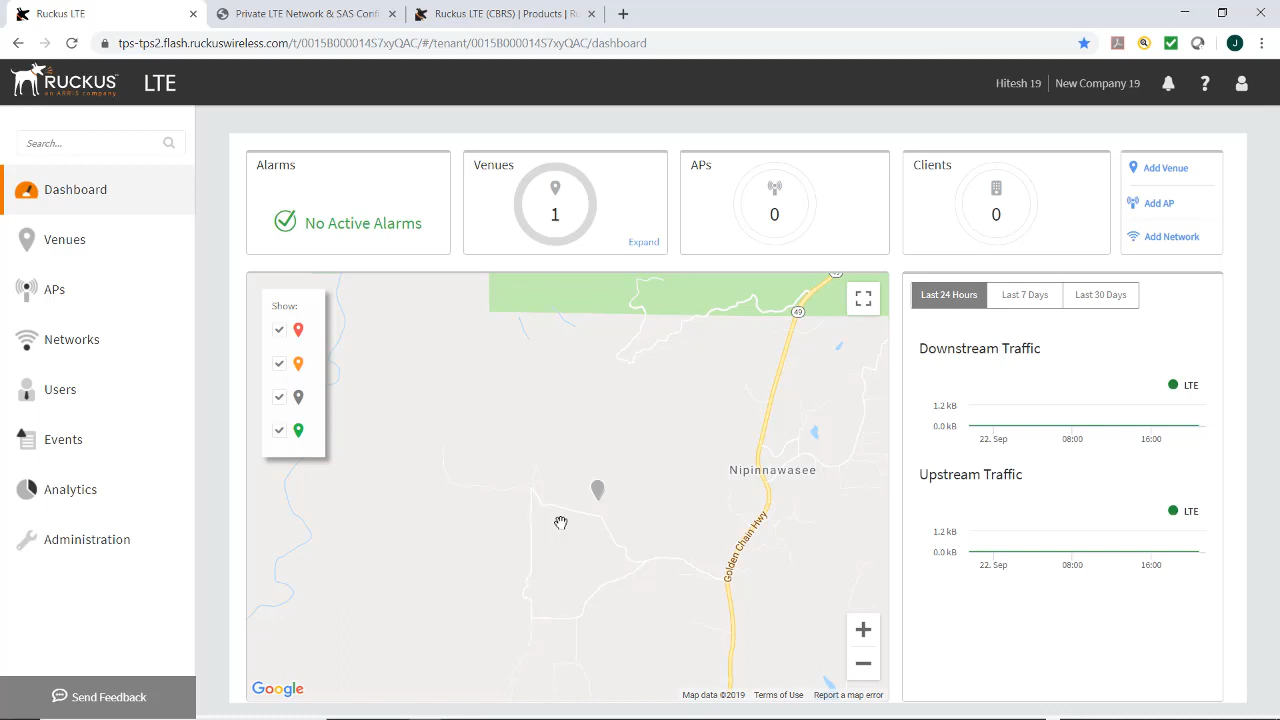 Ruckus LTE
Private LTE Network & SAS Confi
Ruckus LTE (CBRS) | Products | Ru
tps-tps2.flash.ruckuswireless.com/t/0015B000014S7xyQAC/#/tenant/0015B000014S7xyQAC/dashboard
J
RUCKUS
an ARRIS company
LTE
Hitesh 19
New Company 19
Search...
Dashboard
Venues
APs
Networks
Users
Events
Analytics
Administration
Send Feedback
Alarms
No Active Alarms
Venues
1
Expand
APs
0
Clients
0
Add Venue
Add AP
Add Network
Show:
49
Nipinnawasee
Golden Chain Hwy
Google
Map data ©2019
Terms of Use
Report a map error
Last 24 Hours
Last 7 Days
Last 30 Days
Downstream Traffic
LTE
1.2 kB
0.0 kB
22. Sep
08:00
16:00
Upstream Traffic
LTE
1.2 kB
0.0 kB
22. Sep
08:00
16:00